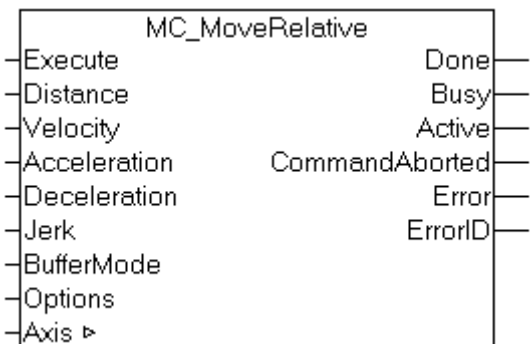 MC_MoveRelative
Execute Done
Distance Busy
Velocity Active
Acceleration CommandAborted
Deceleration Error
Jerk ErrorID
BufferMode
Options
Axis ▷